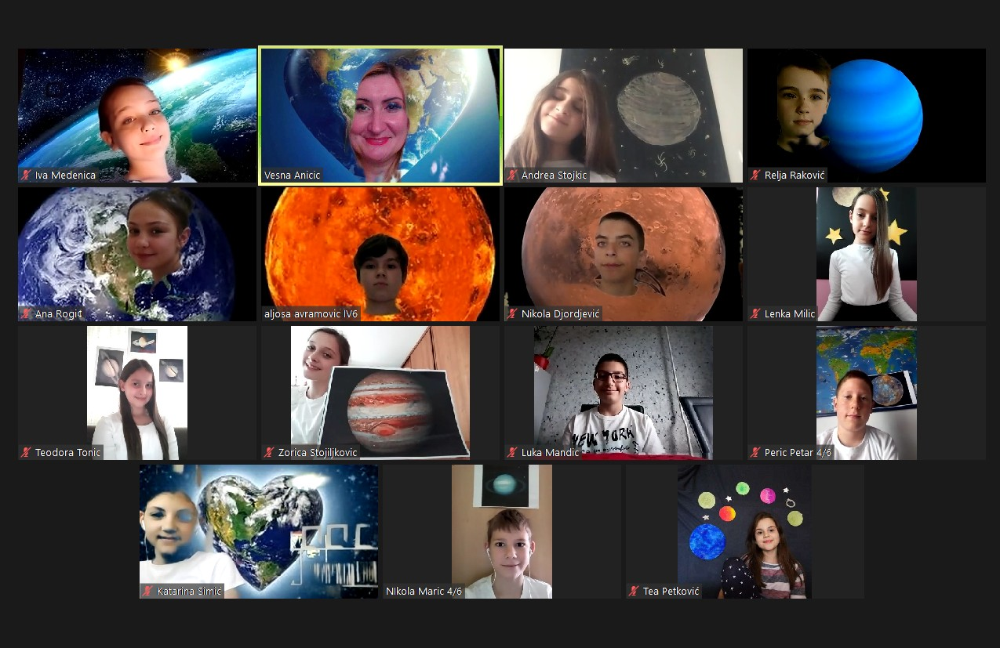 Iva Medenica
Vesna Anicic
Andrea Stojkic
Relja Raković
Ana Rogi¢
aljosa avramovic IV6
Nikola Djordjević
Lenka Milic
Teodora Tonic
Zorica Stojiljkovic
Luka Mandic
NEW YORK
Peric Petar 4/6
Katarina Simić
Nikola Maric 4/6
Tea Petković